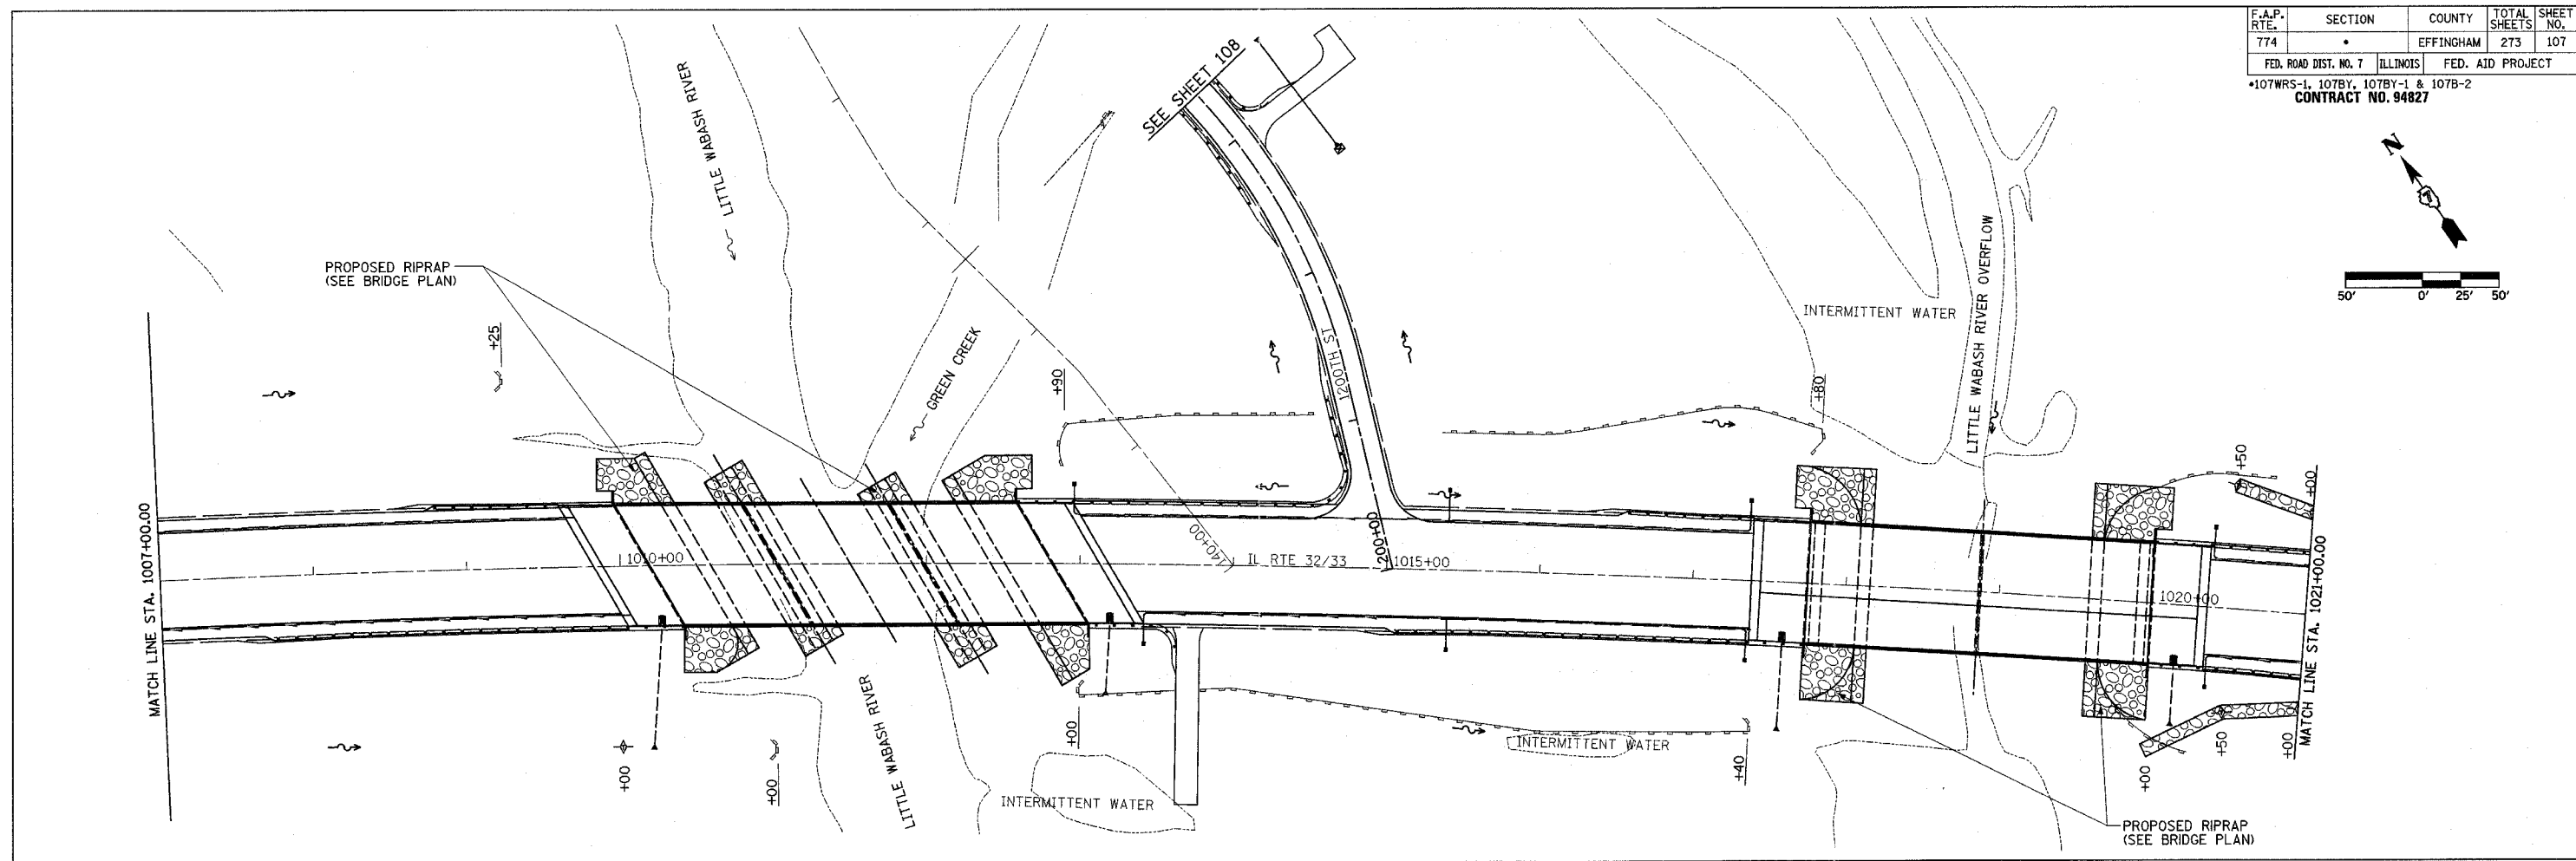 F.A.P. RTE. SECTION COUNTY TOTAL SHEETS SHEET NO.
774 * EFFINGHAM 273 107
FED. ROAD DIST. NO. 7 ILLINOIS FED. AID PROJECT
*107WRS-1, 107BY, 107BY-1 & 107B-2
CONTRACT NO. 94827
N
7
50' 0' 25' 50'
SEE SHEET 108
LITTLE WABASH RIVER
PROPOSED RIPRAP
(SEE BRIDGE PLAN)
+25
GREEN CREEK
+90
1200TH ST
INTERMITTENT WATER
LITTLE WABASH RIVER OVERFLOW
+80
+50
+00
MATCH LINE STA. 1007+00.00
1010+00
140+00
IL RTE 32/33
200+00
1015+00
1020+00
MATCH LINE STA. 1021+00.00
+00
+00
LITTLE WABASH RIVER
+00
INTERMITTENT WATER
INTERMITTENT WATER
+40
+00
+50
+00
PROPOSED RIPRAP
(SEE BRIDGE PLAN)